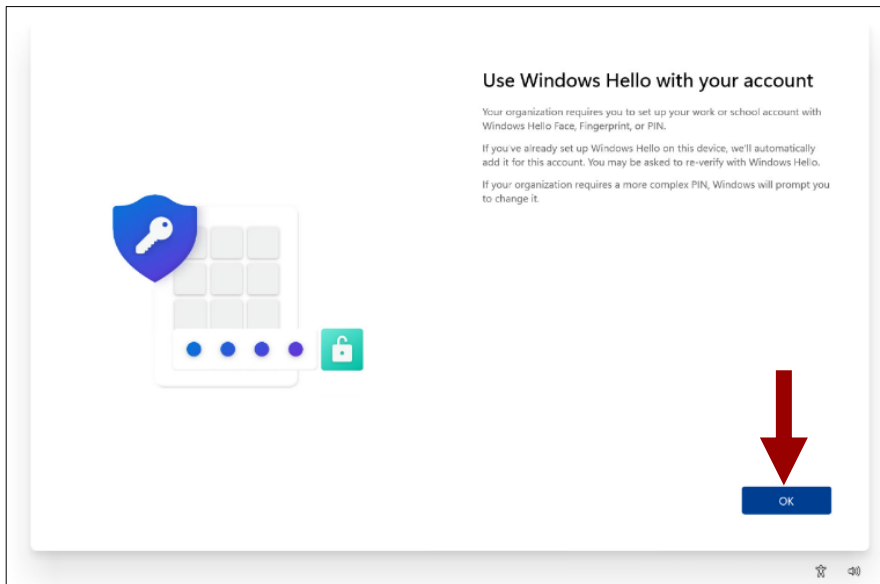 Use Windows Hello with your account
Your organization requires you to set up your work or school account with
Windows Hello Face, Fingerprint, or PIN.
If you've already set up Windows Hello on this device, we'll automatically
add it for this account. You may be asked to re-verify with Windows Hello.
If your organization requires a more complex PIN, Windows will prompt you
to change it.
OK